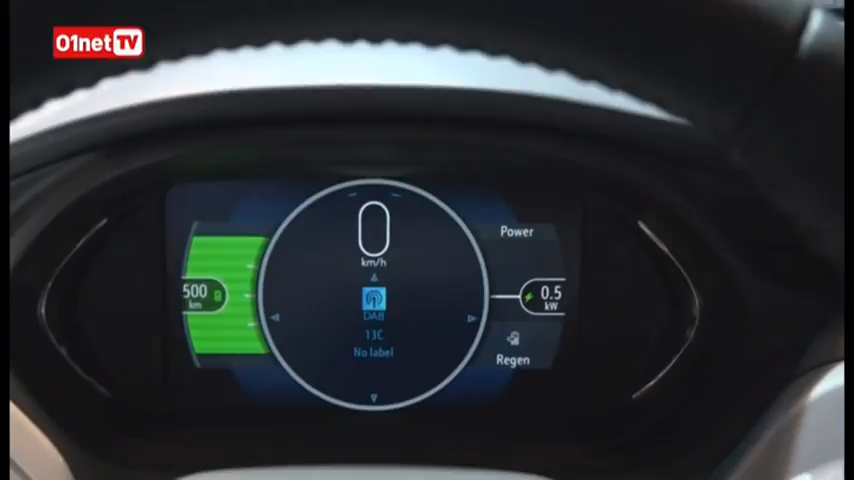 01netTV
0
km/h
500
km
DAB
13C
No label
Power
0.5
kW
Regen